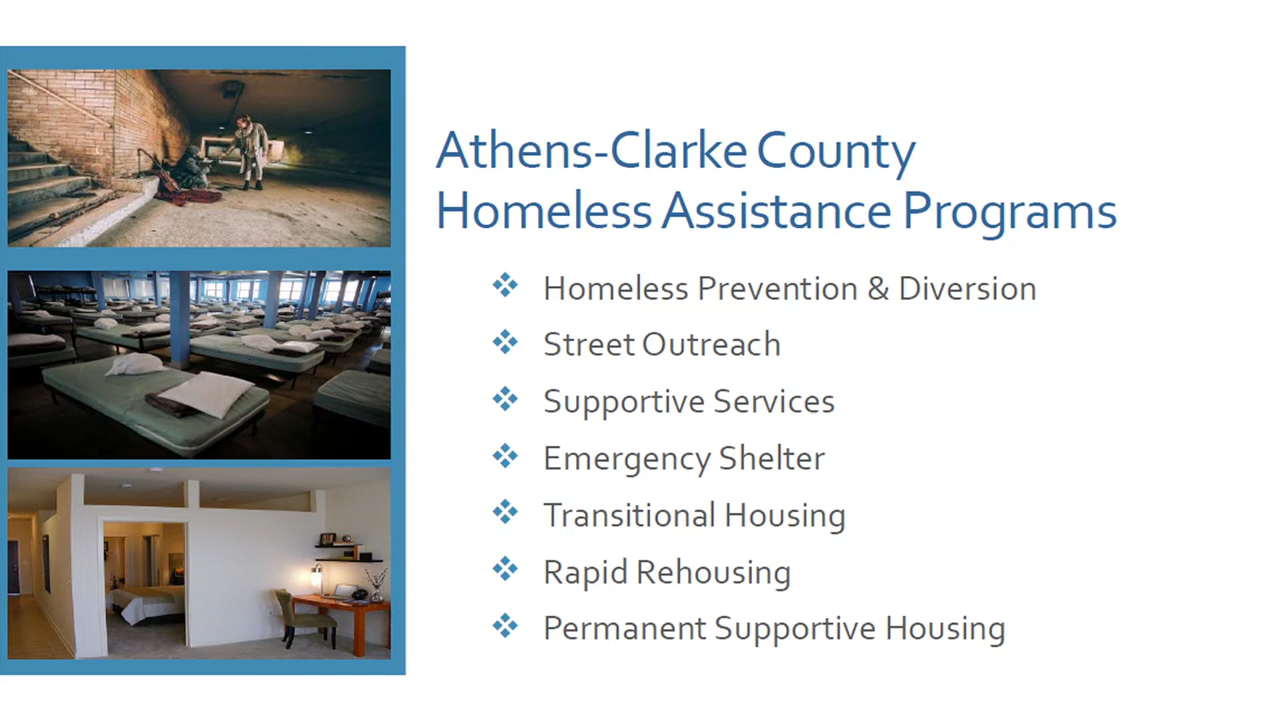 Athens-Clarke County
Homeless Assistance Programs
Homeless Prevention & Diversion
Street Outreach
Supportive Services
Emergency Shelter
Transitional Housing
Rapid Rehousing
Permanent Supportive Housing